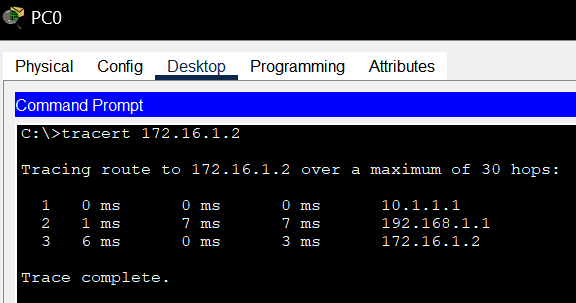 PC0
Physical Config Desktop Programming Attributes
Command Prompt
C:\>tracert 172.16.1.2
Tracing route to 172.16.1.2 over a maximum of 30 hops:
1 0 ms 0 ms 0 ms 10.1.1.1
2 1 ms 7 ms 7 ms 192.168.1.1
3 6 ms 0 ms 3 ms 172.16.1.2
Trace complete.